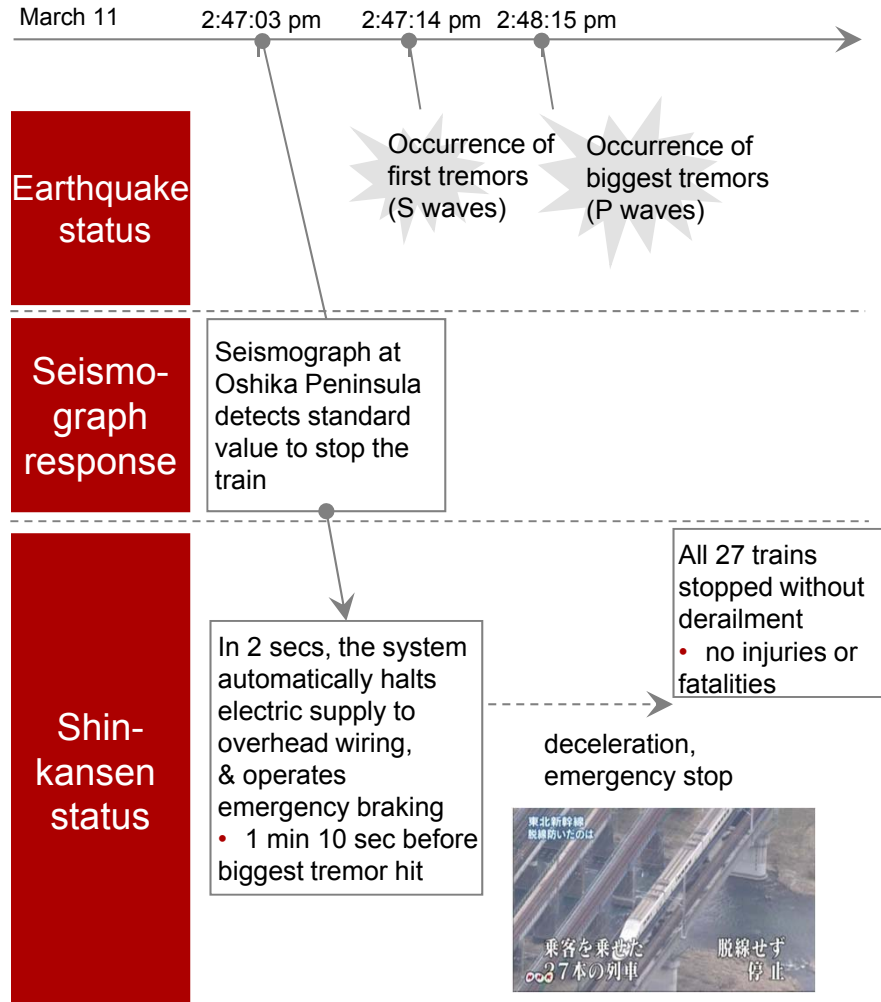 March 11
2:47:03 pm
2:47:14 pm
2:48:15 pm
Earthquake
status
Occurrence of
first tremors
(S waves)
Occurrence of
biggest tremors
(P waves)
Seismo-
graph
response
Seismograph at
Oshika Peninsula
detects standard
value to stop the
train
Shin-
kansen
status
In 2 secs, the system
automatically halts
electric supply to
overhead wiring,
& operates
emergency braking
• 1 min 10 sec before
biggest tremor hit
deceleration,
emergency stop
All 27 trains
stopped without
derailment
• no injuries or
fatalities
東北新幹線
脱線防いだのは
乗客を乗せた
27本の列車
脱線せず
停止
NHK